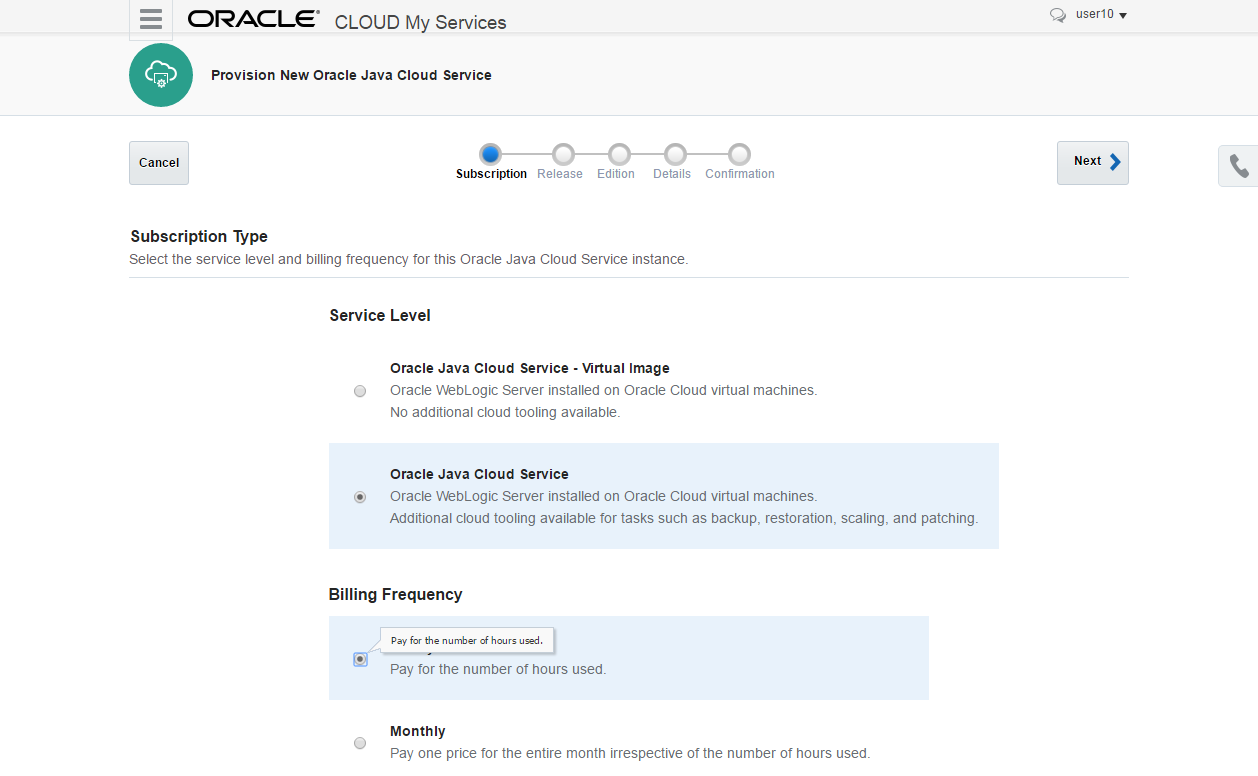 ORACLE CLOUD My Services
user10
Provision New Oracle Java Cloud Service
Cancel
Subscription Release Edition Details Confirmation
Next
Subscription Type
Select the service level and billing frequency for this Oracle Java Cloud Service instance.
Service Level
Oracle Java Cloud Service - Virtual Image
Oracle WebLogic Server installed on Oracle Cloud virtual machines.
No additional cloud tooling available.
Oracle Java Cloud Service
Oracle WebLogic Server installed on Oracle Cloud virtual machines.
Additional cloud tooling available for tasks such as backup, restoration, scaling, and patching.
Billing Frequency
Pay for the number of hours used.
Pay for the number of hours used.
Monthly
Pay one price for the entire month irrespective of the number of hours used.